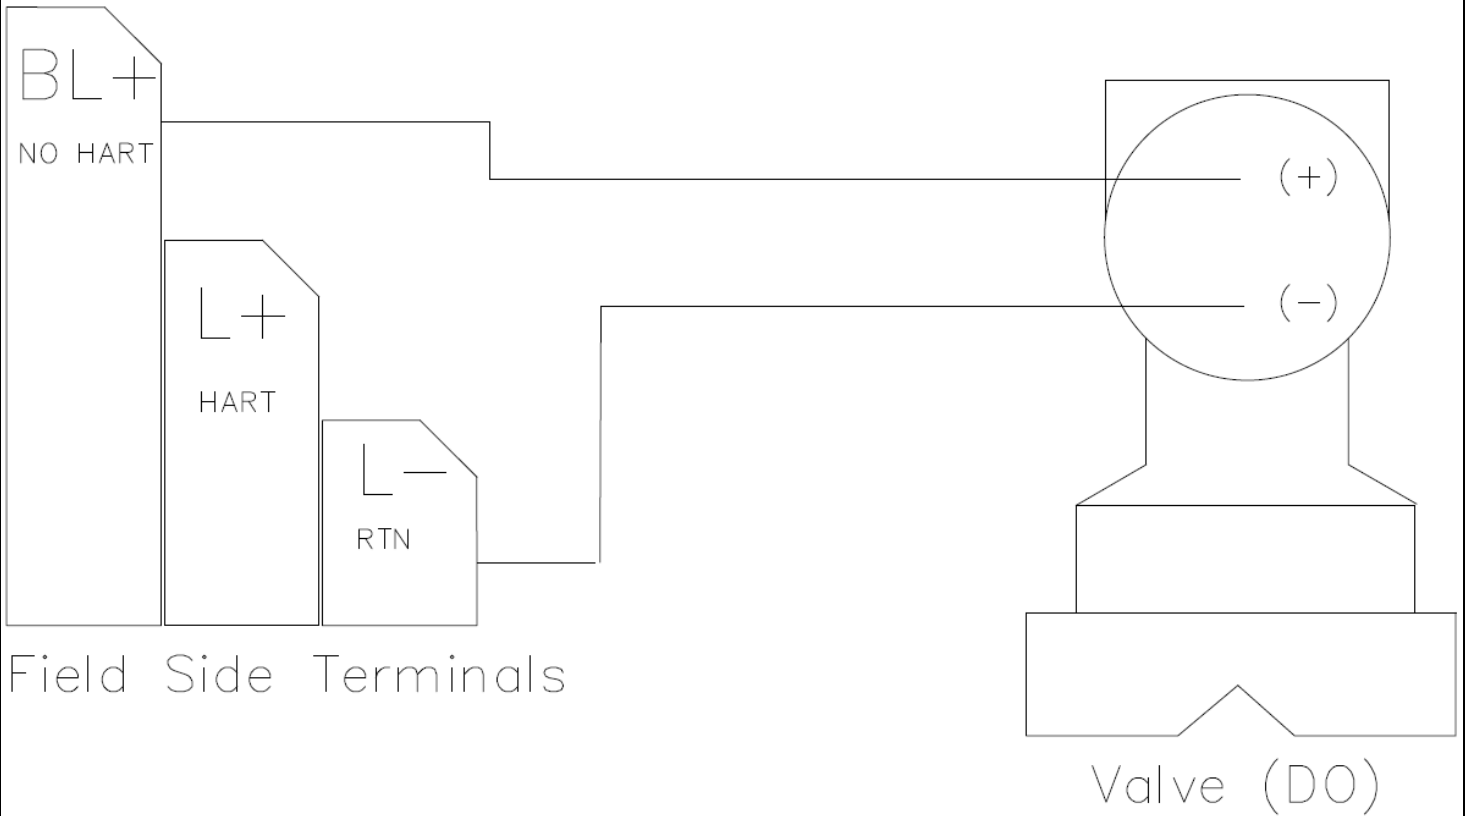 BL+
NO HART
(+)
L+
(-)
HART
L-
RTN
Field Side Terminals
Valve (DO)